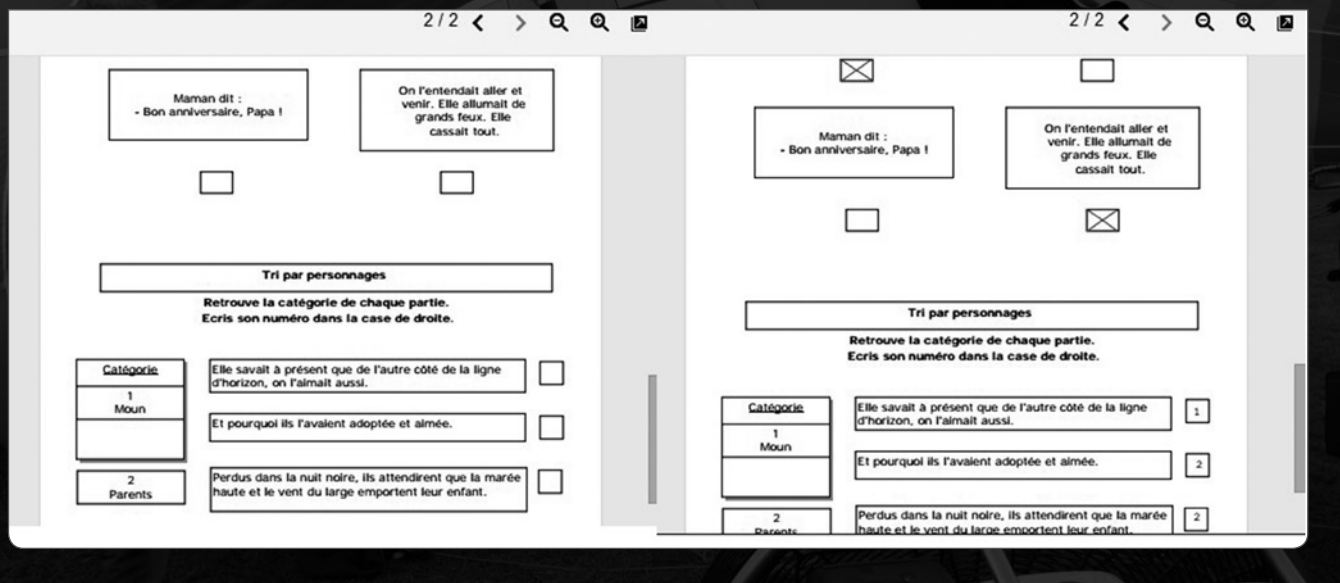 2 / 2
Maman dit :
- Bon anniversaire, Papa !
On l'entendait aller et
venir. Elle allumait de
grands feux. Elle
cassait tout.
Tri par personnages
Retrouve la catégorie de chaque partie.
Ecris son numéro dans la case de droite.
Catégorie
1
Moun
2
Parents
Elle savait à présent que de l'autre côté de la ligne
d'horizon, on l'aimait aussi.
Et pourquoi ils l'avaient adoptée et aimée.
Perdus dans la nuit noire, ils attendirent que la marée
haute et le vent du large emportent leur enfant.
2 / 2
Maman dit :
- Bon anniversaire, Papa !
On l'entendait aller et
venir. Elle allumait de
grands feux. Elle
cassait tout.
Tri par personnages
Retrouve la catégorie de chaque partie.
Ecris son numéro dans la case de droite.
Catégorie
1
Moun
2
Parents
Elle savait à présent que de l'autre côté de la ligne
d'horizon, on l'aimait aussi.
1
Et pourquoi ils l'avaient adoptée et aimée.
2
Perdus dans la nuit noire, ils attendirent que la marée
haute et le vent du large emportent leur enfant.
2